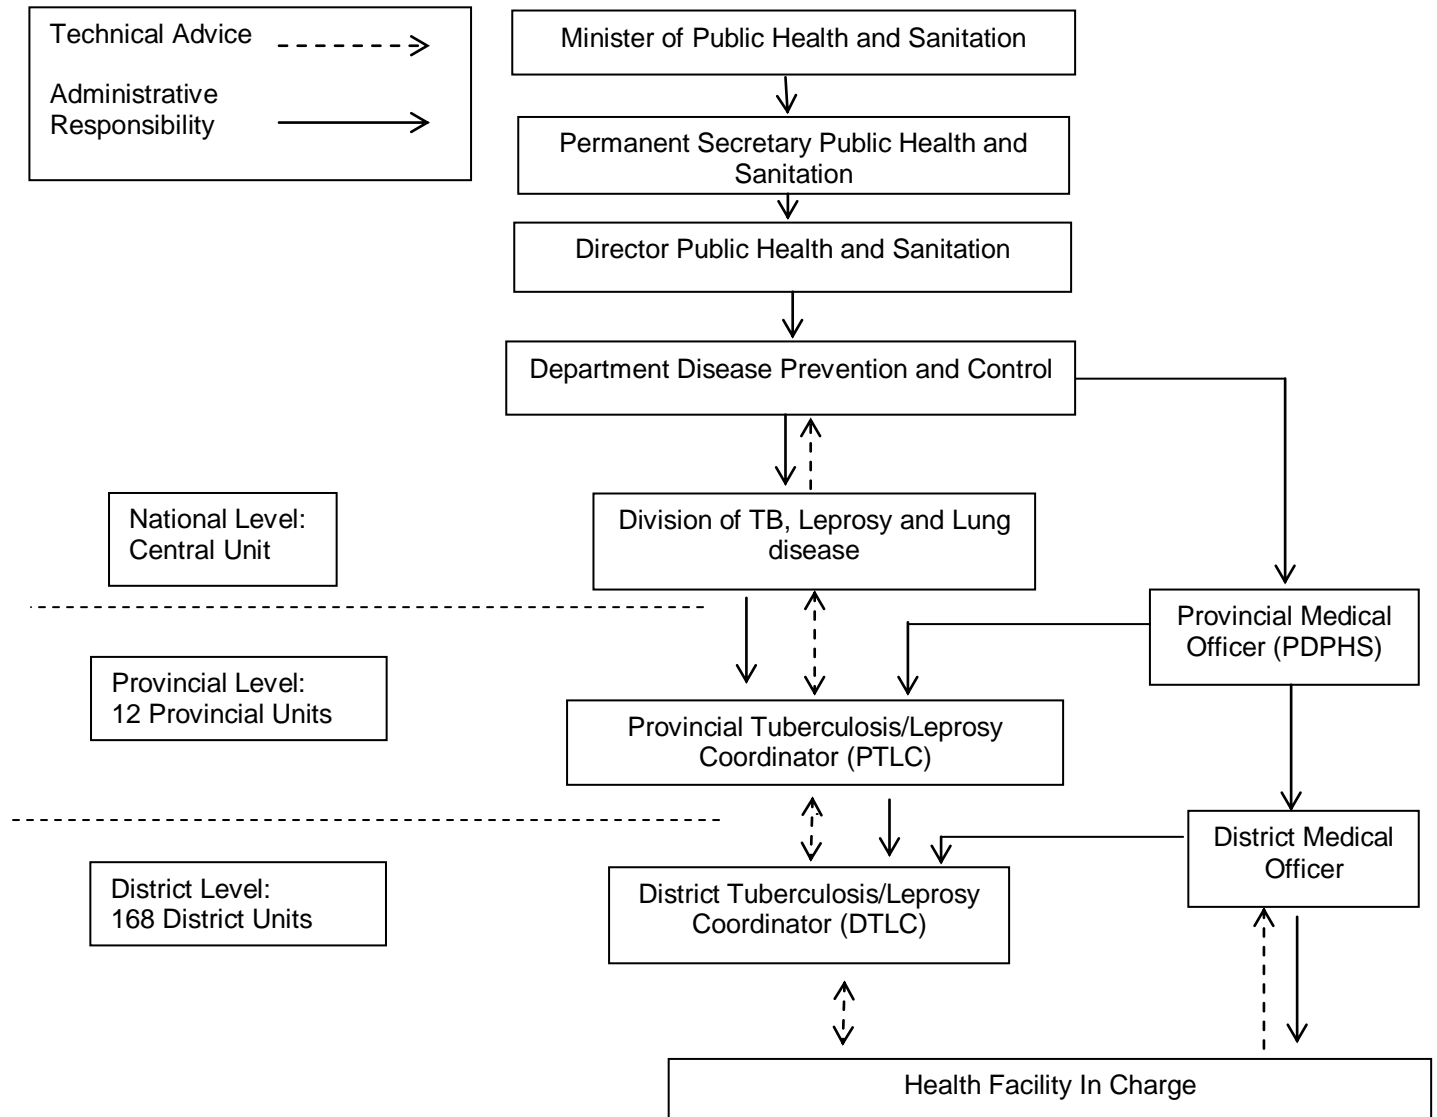 Technical Advice
Administrative
Responsibility
Minister of Public Health and Sanitation
Permanent Secretary Public Health and
Sanitation
Director Public Health and Sanitation
Department Disease Prevention and Control
National Level:
Central Unit
Division of TB, Leprosy and Lung
disease
Provincial Medical
Officer (PDPHS)
Provincial Level:
12 Provincial Units
Provincial Tuberculosis/Leprosy
Coordinator (PTLC)
District Medical
Officer
District Level:
168 District Units
District Tuberculosis/Leprosy
Coordinator (DTLC)
Health Facility In Charge